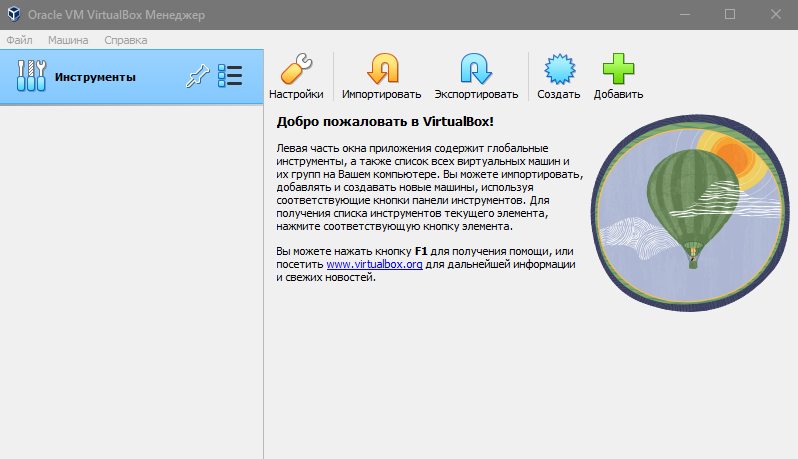 Oracle VM VirtualBox Менеджер
Файл Машина Справка
Инструменты
Настройки Импортировать Экспортировать Создать Добавить
Добро пожаловать в VirtualBox!
Левая часть окна приложения содержит глобальные
инструменты, а также список всех виртуальных машин и
их групп на Вашем компьютере. Вы можете импортировать,
добавлять и создавать новые машины, используя
соответствующие кнопки панели инструментов. Для
получения списка инструментов текущего элемента,
нажмите соответствующую кнопку элемента.
Вы можете нажать кнопку F1 для получения помощи, или
посетить www.virtualbox.org для дальнейшей информации
и свежих новостей.